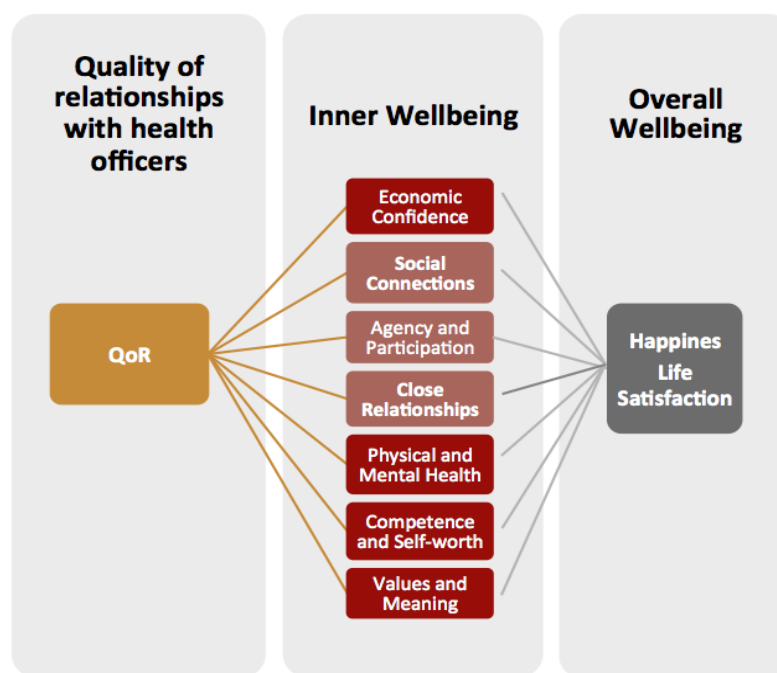 Quality of
relationships
with health
officers
QoR
Inner Wellbeing
Economic
Confidence
Social
Connections
Agency and
Participation
Close
Relationships
Physical and
Mental Health
Competence
and Self-worth
Values and
Meaning
Overall
Wellbeing
Happines
Life
Satisfaction